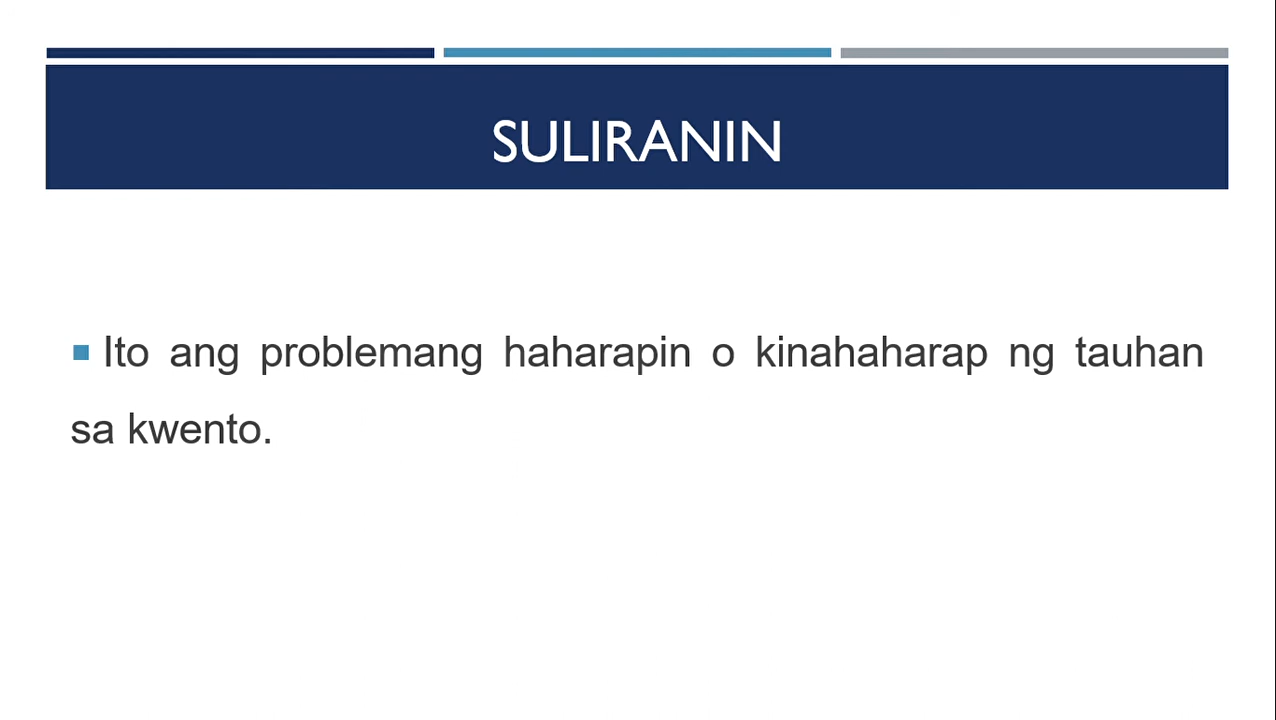 SULIRANIN
Ito ang problemang haharapin o kinahaharap ng tauhan
sa kwento.